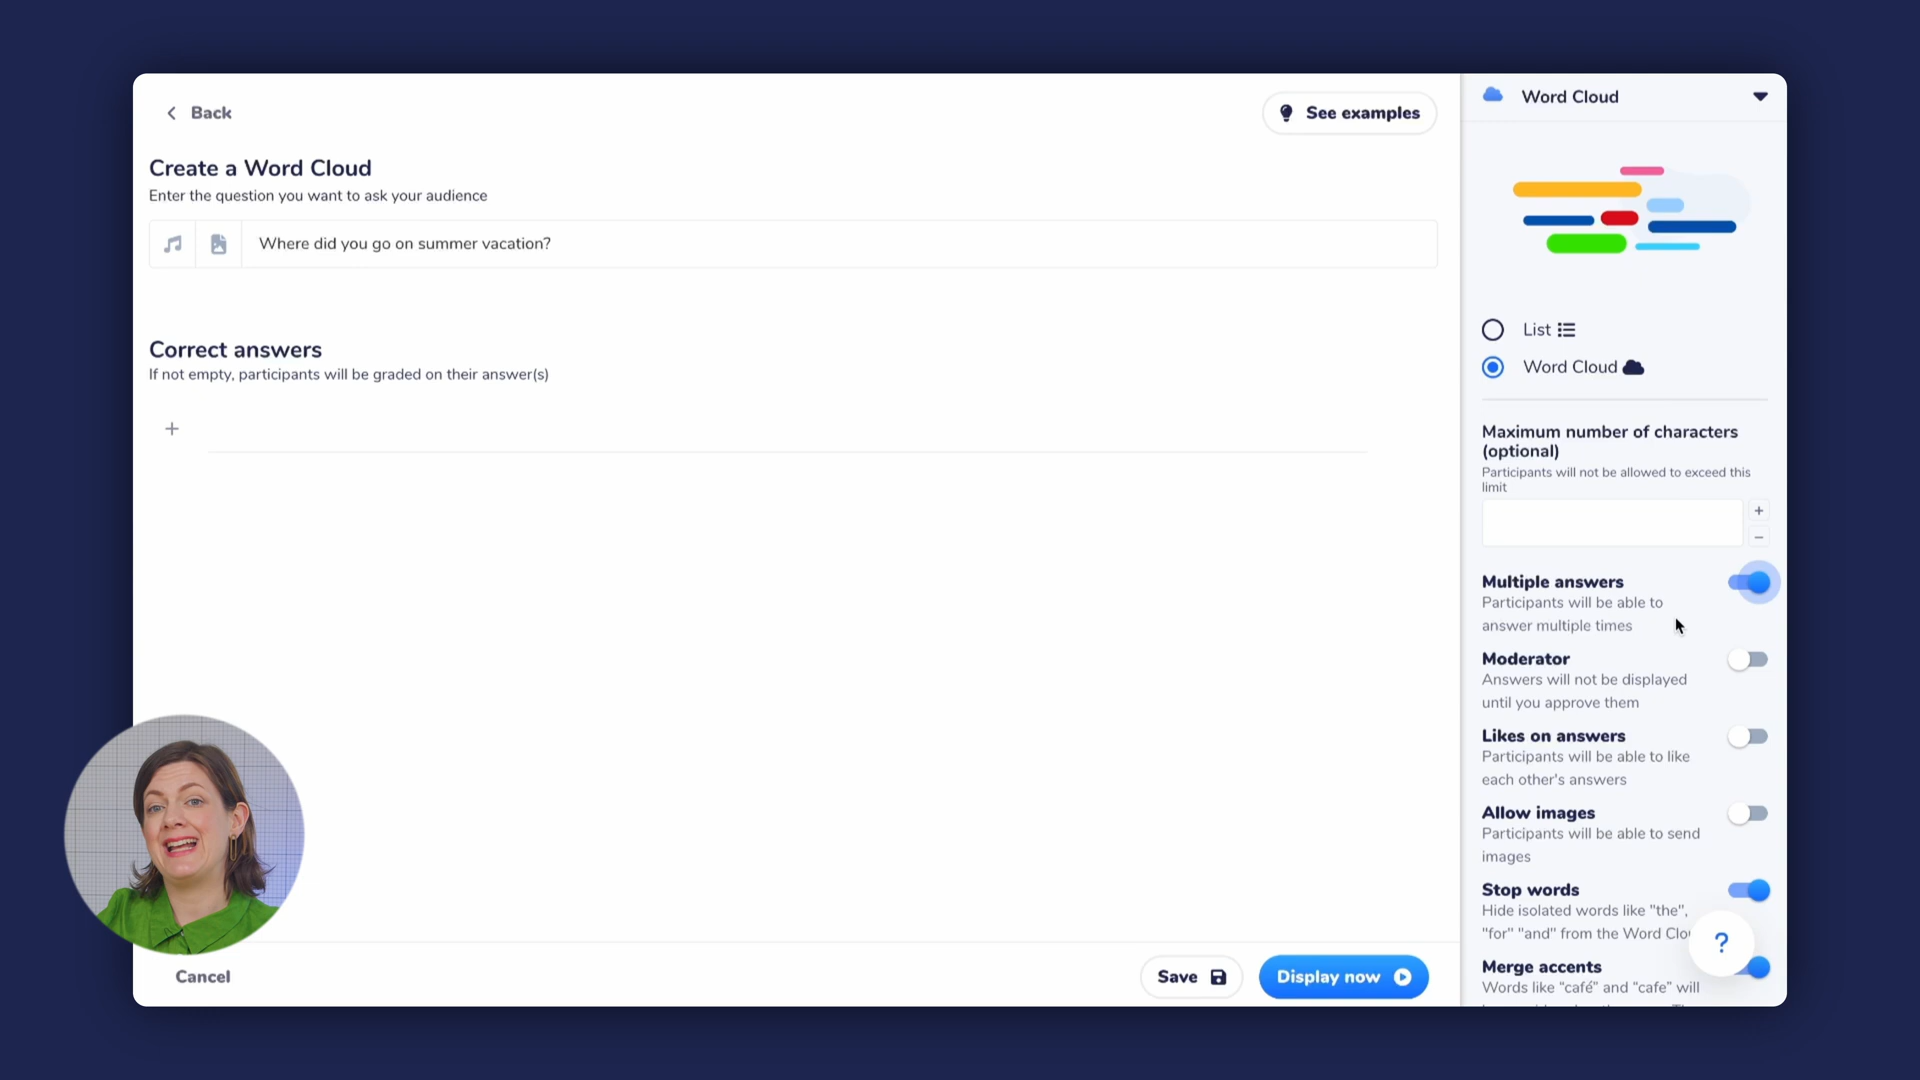 Back
See examples
Create a Word Cloud
Enter the question you want to ask your audience
Where did you go on summer vacation?
Correct answers
If not empty, participants will be graded on their answer(s)
+
Cancel
Save
Display now
Word Cloud
List
Word Cloud
Maximum number of characters
(optional)
Participants will not be allowed to exceed this
limit
+
−
Multiple answers
Participants will be able to
answer multiple times
Moderator
Answers will not be displayed
until you approve them
Likes on answers
Participants will be able to like
each other's answers
Allow images
Participants will be able to send
images
Stop words
Hide isolated words like "the",
"for" "and" from the Word
?
Merge accents
Words like “café” and “cafe” will